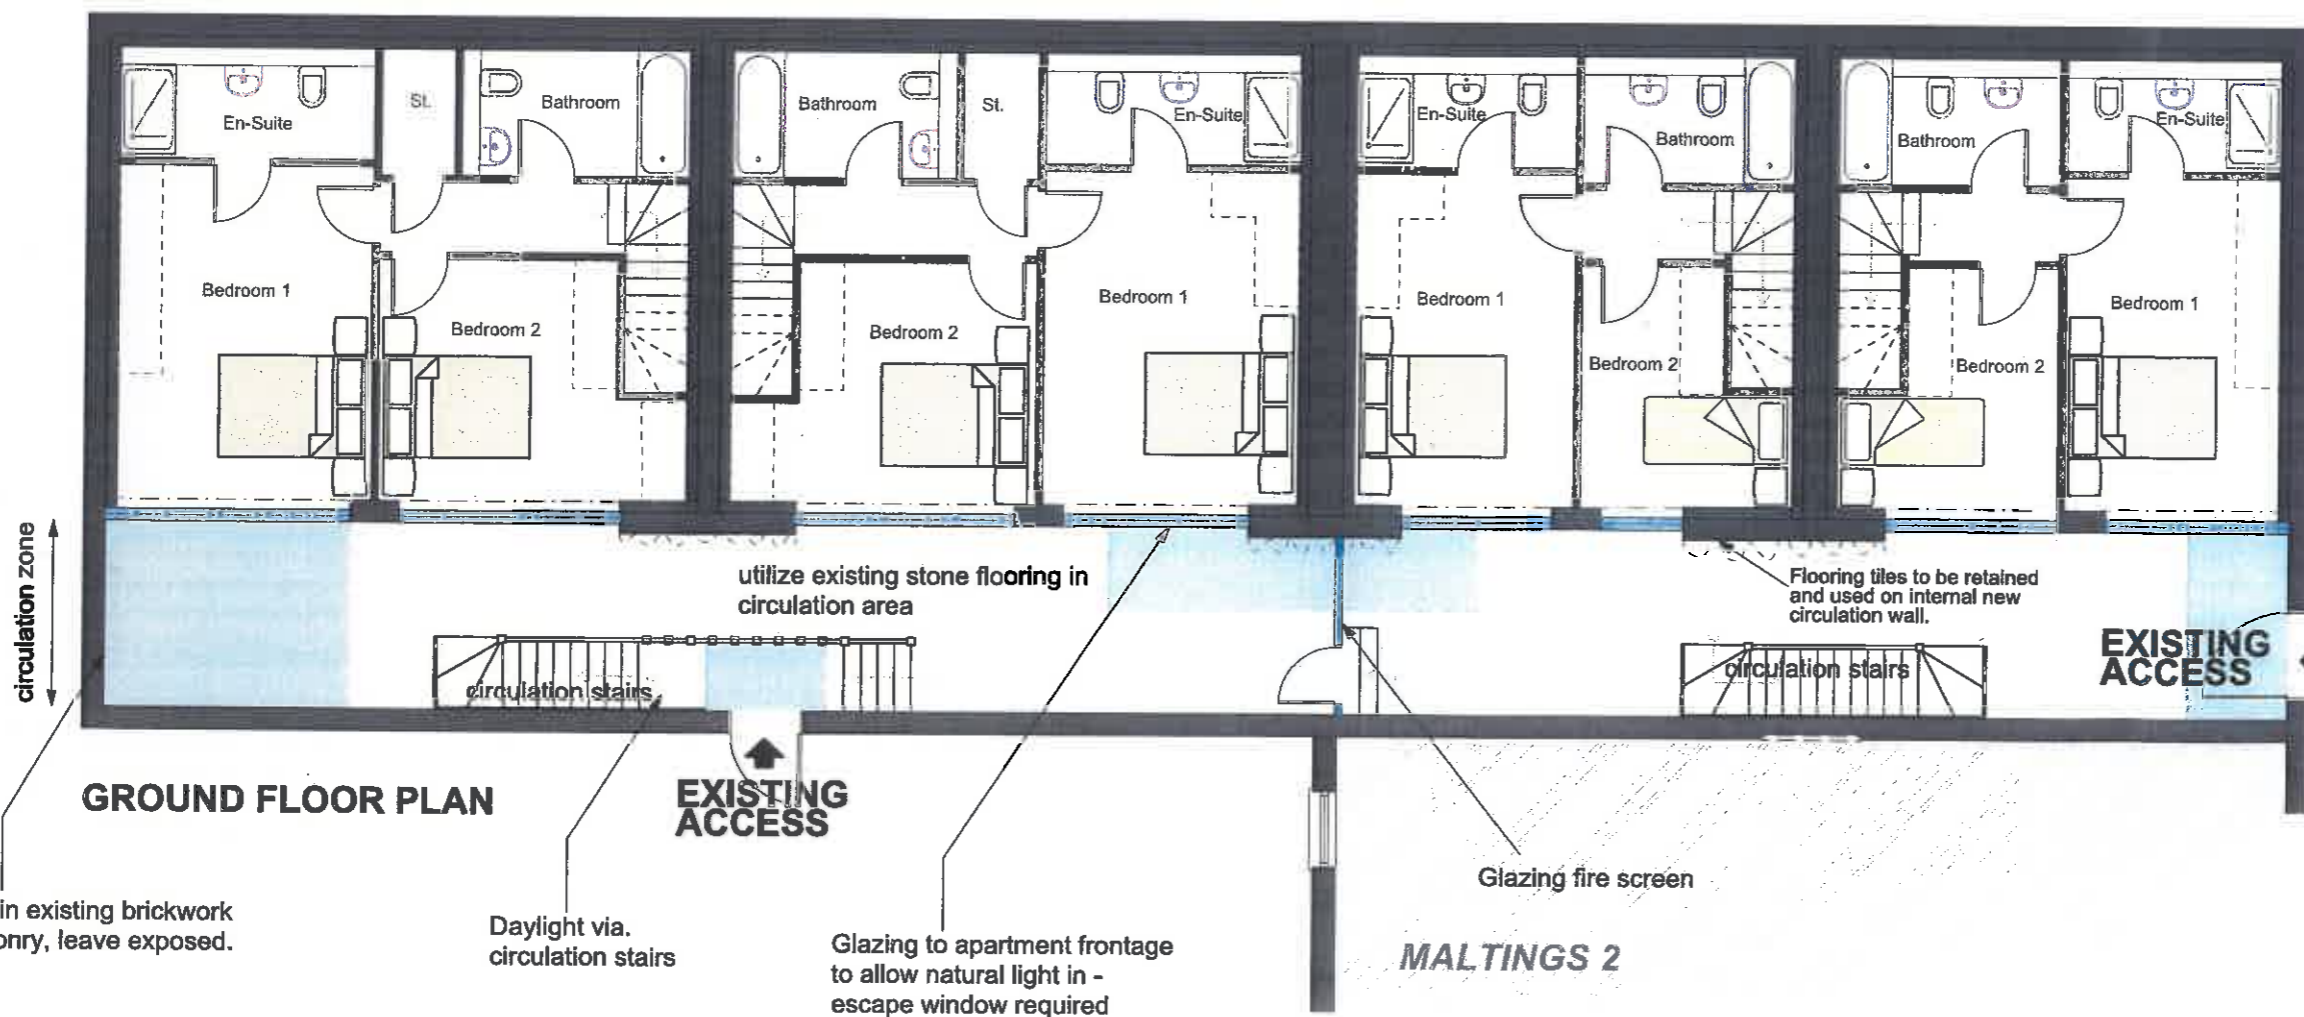 En-Suite
St.
Bathroom
Bathroom
St.
En-Suite
En-Suite
Bathroom
Bathroom
En-Suite
Bedroom 1
Bedroom 2
Bedroom 2
Bedroom 1
Bedroom 1
Bedroom 2
Bedroom 2
Bedroom 1
circulation zone
utilize existing stone flooring in
circulation area
Flooring tiles to be retained
and used on internal new
circulation wall.
circulation stairs
circulation stairs
EXISTING
ACCESS
GROUND FLOOR PLAN
EXISTING
ACCESS
in existing brickwork
onry, leave exposed.
Daylight via.
circulation stairs
Glazing to apartment frontage
to allow natural light in -
escape window required
Glazing fire screen
MALTINGS 2